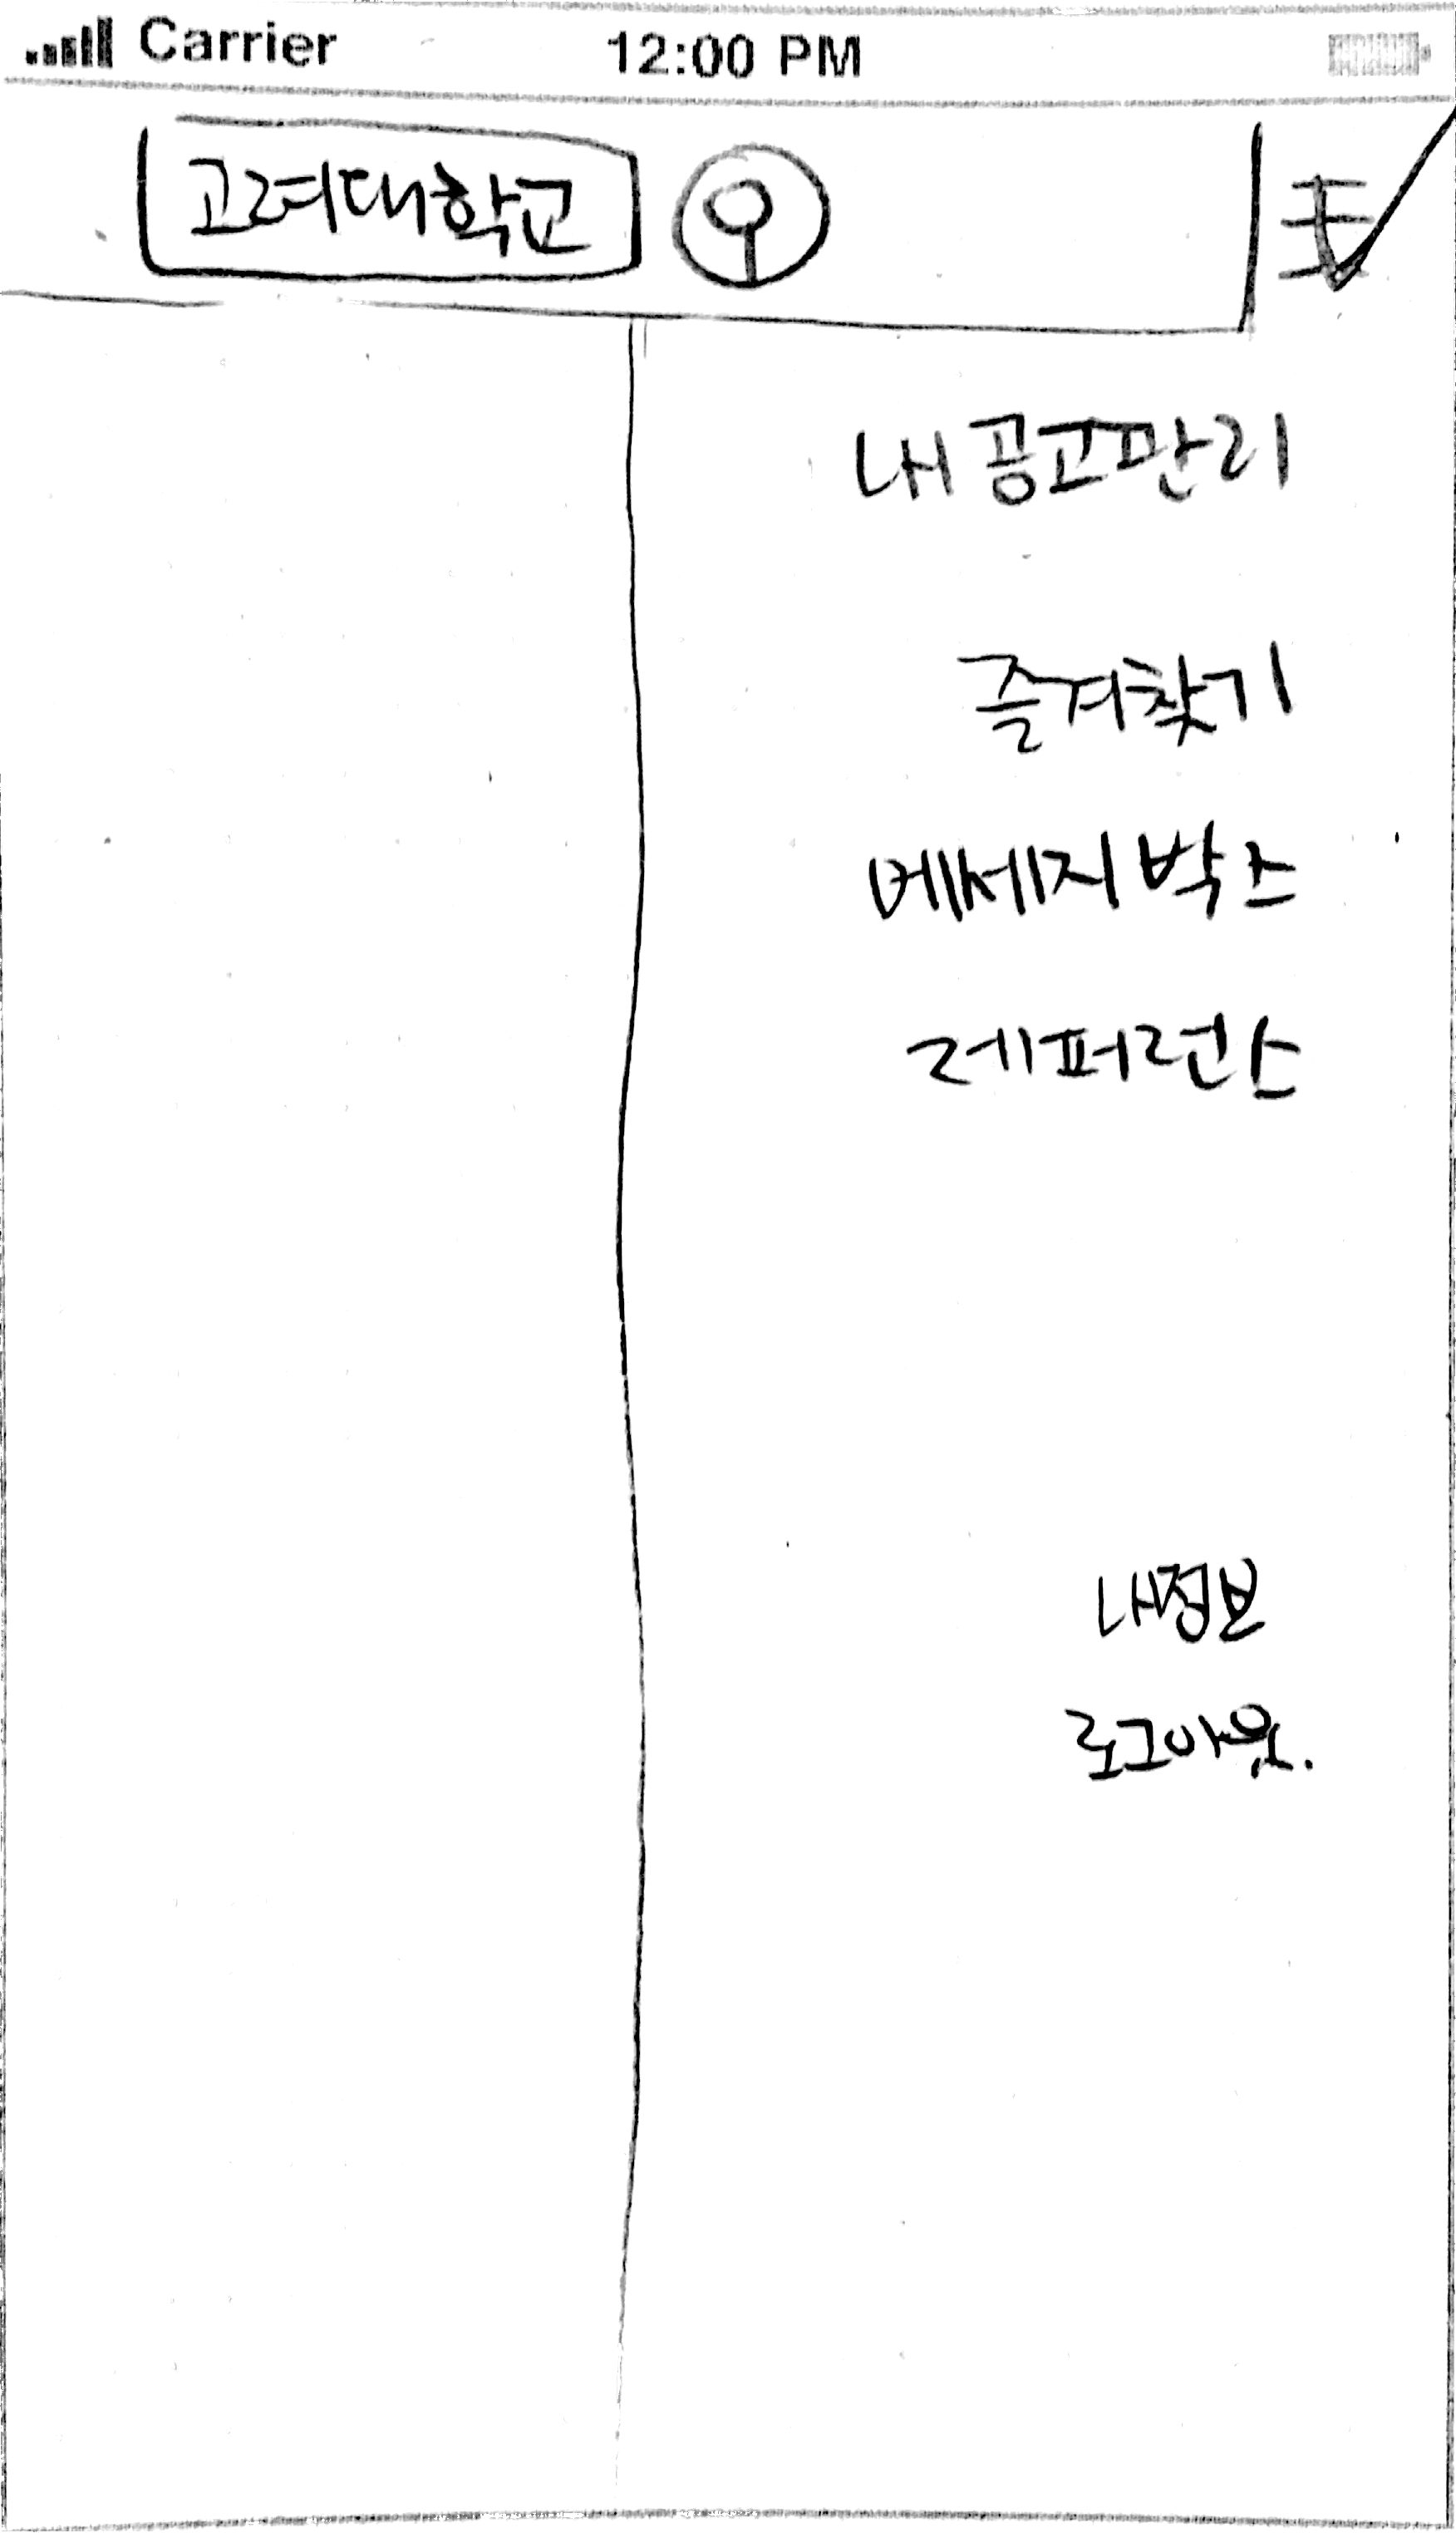 Carrier 12:00 PM
고려대학교
내 공고관리
즐겨찾기
메세지 박스
레퍼런스
내정보
로그아웃.